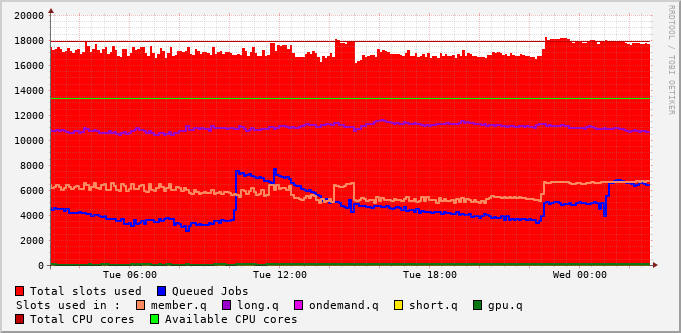 20000
18000
16000
14000
12000
10000
8000
6000
4000
2000
0
Tue 06:00 Tue 12:00 Tue 18:00 Wed 00:00
RRDTOOL / TOBI OETIKER
Total slots used Queued Jobs
Slots used in : member.q long.q ondemand.q short.q gpu.q
Total CPU cores Available CPU cores